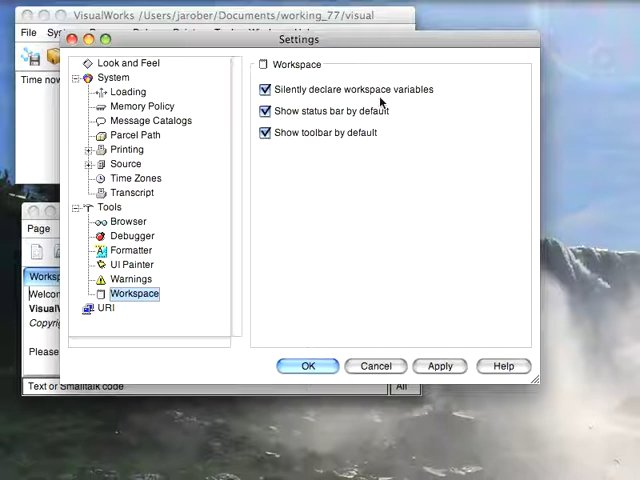 VisualWorks /Users/jarober/Documents/working_77/visual
File
Settings
Time now
Page
Workspa
Welcom
VisualW
Copyrig
Please
Text or Smalltalk code
All
Look and Feel
System
Loading
Memory Policy
Message Catalogs
Parcel Path
Printing
Source
Time Zones
Transcript
Tools
Browser
Debugger
Formatter
UI Painter
Warnings
Workspace
URI
Workspace
Silently declare workspace variables
Show status bar by default
Show toolbar by default
OK
Cancel
Apply
Help